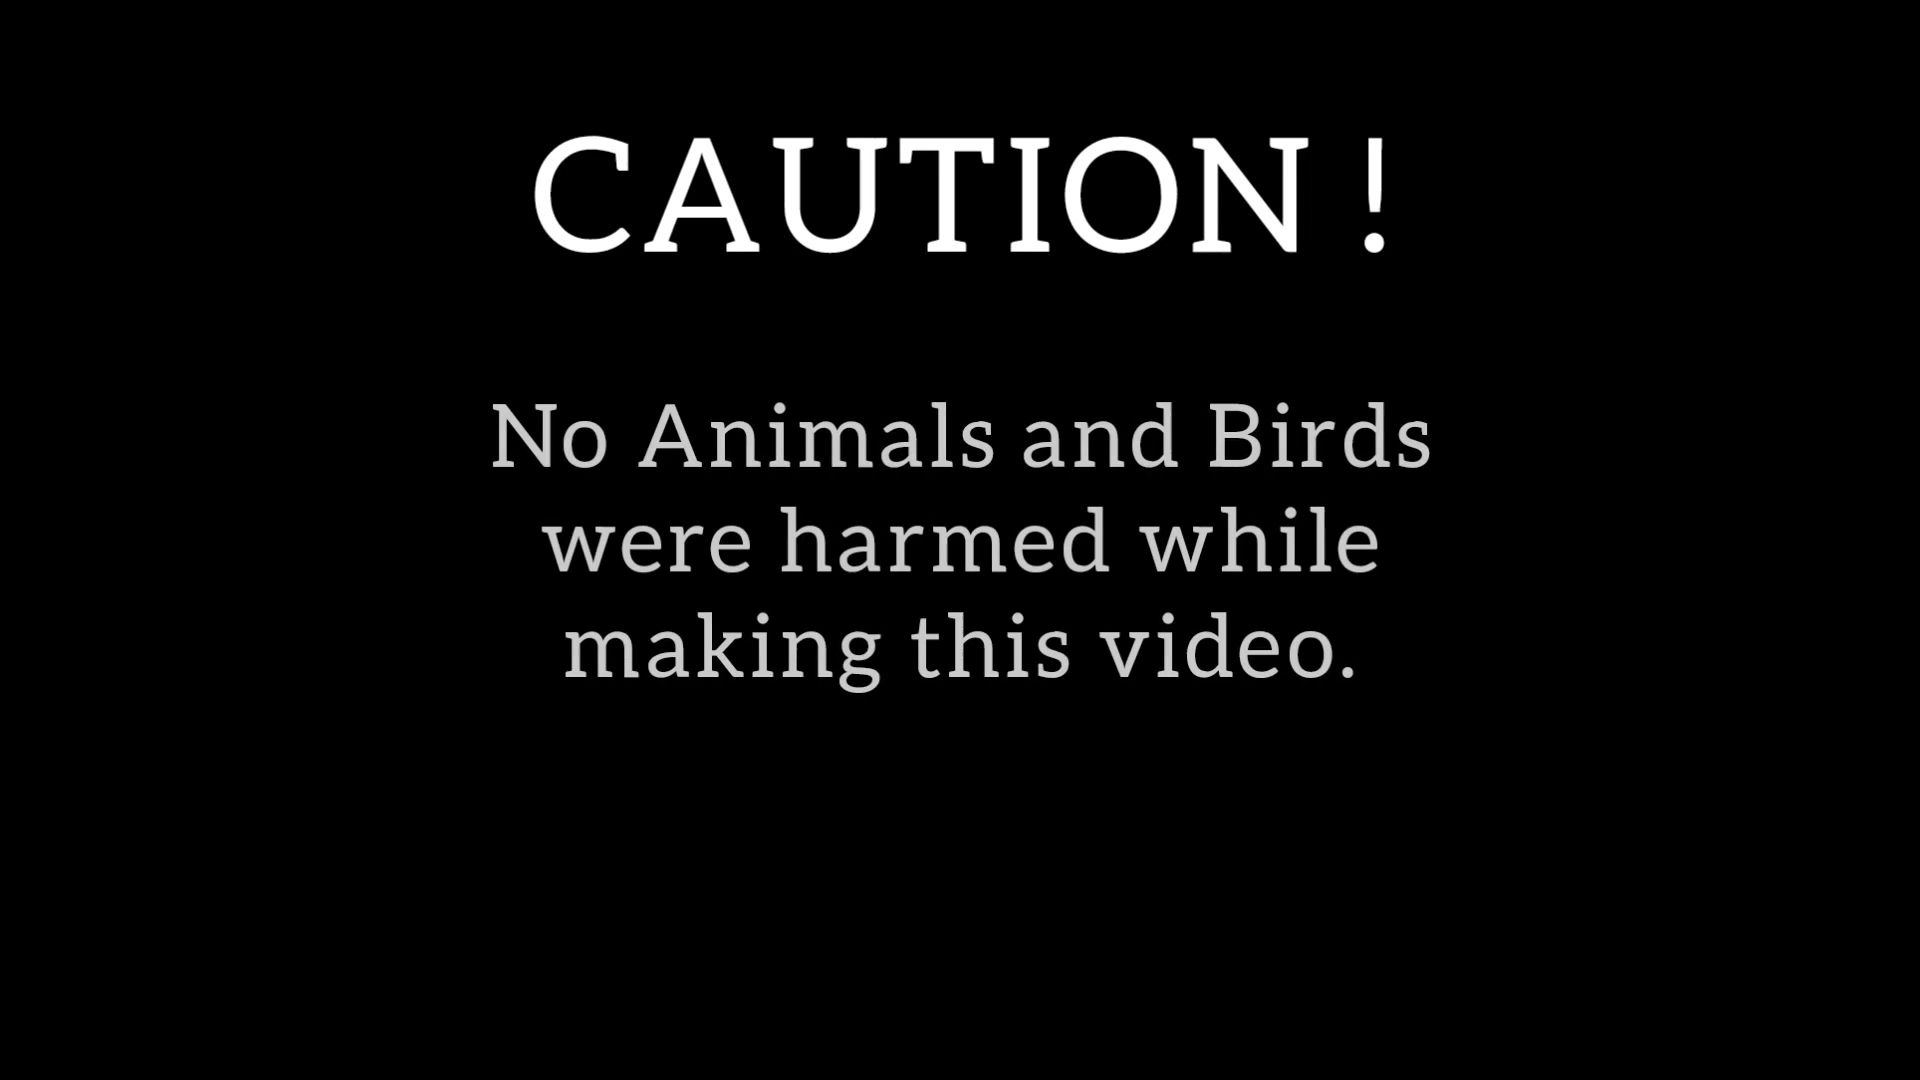 CAUTION !
No Animals and Birds
were harmed while
making this video.